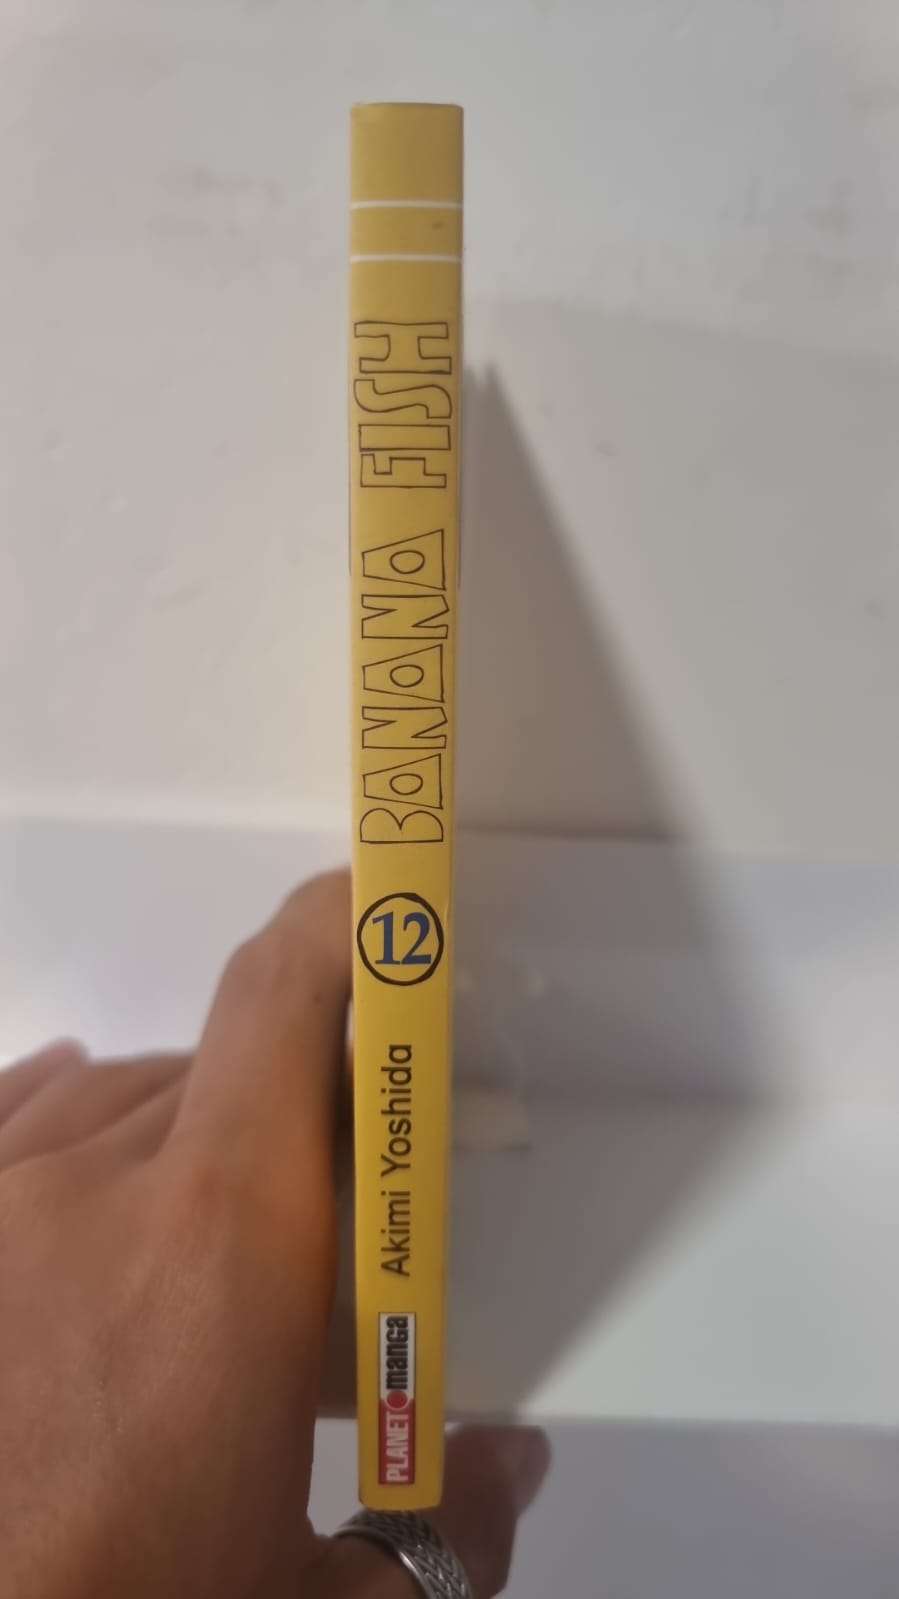 BANANA FISH
12
Akimi Yoshida
PLANET manga